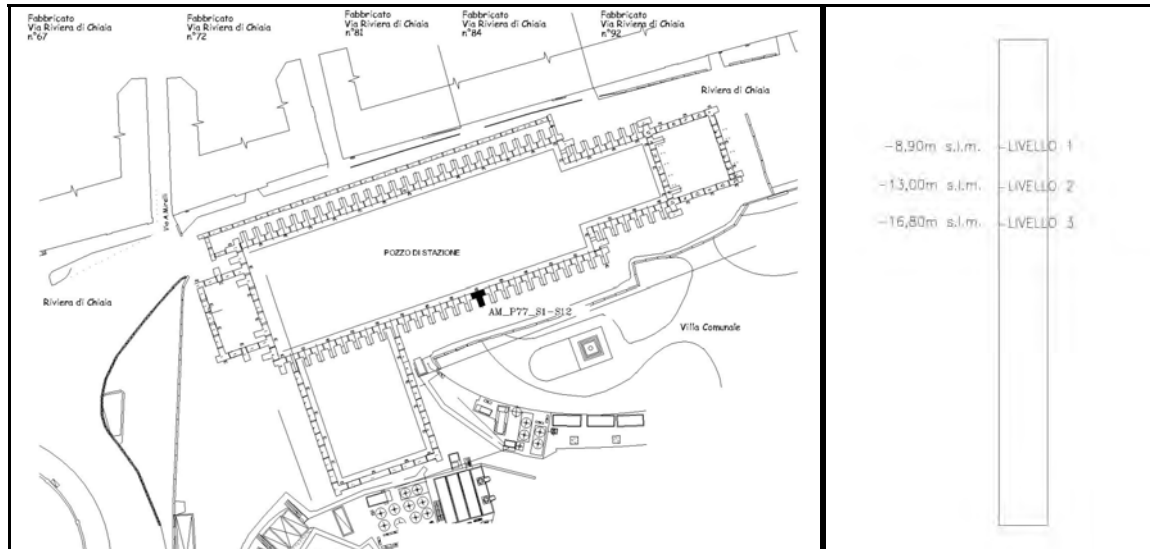 Fabbricato
Via Riviera di Chiaia
n°67
Fabbricato
Via Riviera di Chiaia
n°72
Fabbricato
Via Riviera di Chiaia
n°81
Fabbricato
Via Riviera di Chiaia
n°84
Fabbricato
Via Riviera di Chiaia
n°92
Riviera di Chiaia
Via A.Mirelli
POZZO DI STAZIONE
Riviera di Chiaia
AM_P77_S1-S12
Villa Comunale
-8,90m s.l.m. LIVELLO 1
-13,00m s.l.m. LIVELLO 2
-16,80m s.l.m. LIVELLO 3